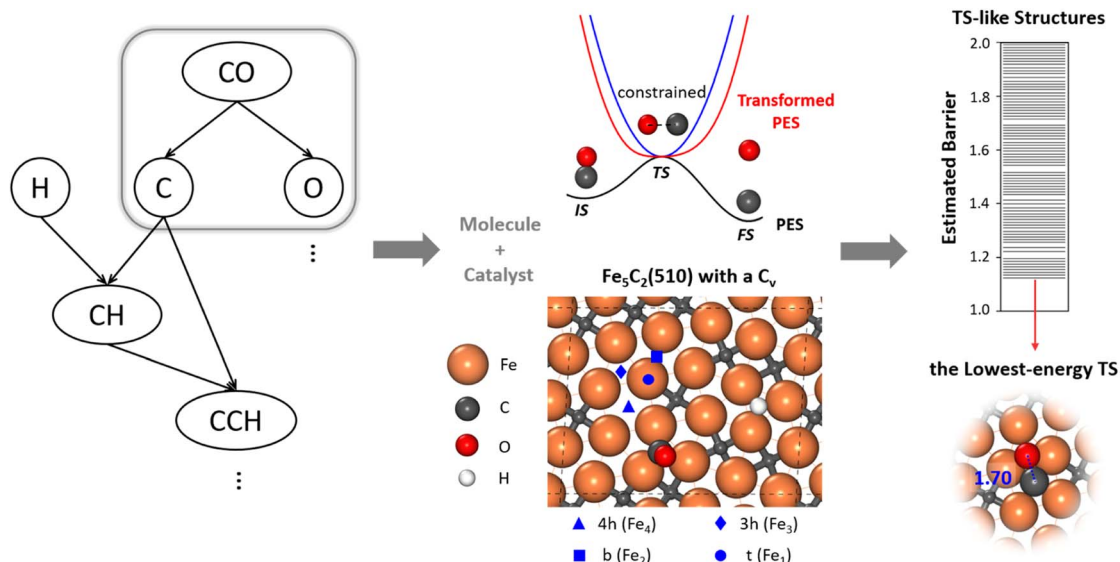 CO
H
C
O
...
CH
CCH
...
Molecule
+
Catalyst
constrained
Transformed
PES
TS
IS
FS
PES
Fe₅C₂(510) with a Cᵥ
Fe
C
O
H
4h (Fe₄)
3h (Fe₃)
b (Fe₂)
t (Fe₁)
TS-like Structures
Estimated Barrier
2.0
1.8
1.6
1.4
1.2
1.0
the Lowest-energy TS
1.70